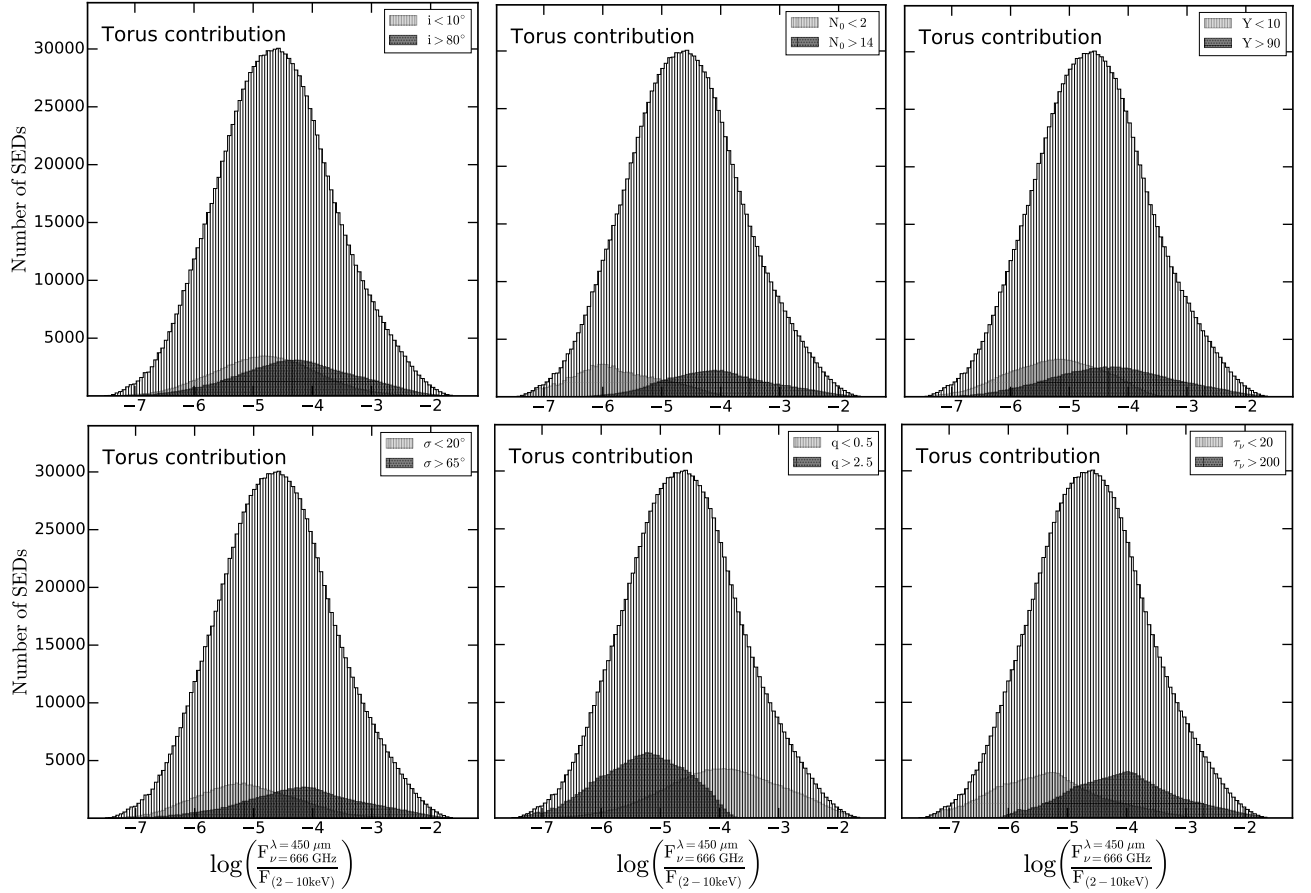 Torus contribution
i < 10°
i > 80°
Number of SEDs
30000
25000
20000
15000
10000
5000
−7 −6 −5 −4 −3 −2
Torus contribution
N₀ < 2
N₀ > 14
−7 −6 −5 −4 −3 −2
Torus contribution
Y < 10
Y > 90
−7 −6 −5 −4 −3 −2
Torus contribution
σ < 20°
σ > 65°
Number of SEDs
30000
25000
20000
15000
10000
5000
−7 −6 −5 −4 −3 −2
log(F^{λ=450 μm}_{ν=666 GHz} / F_{(2−10keV)})
Torus contribution
q < 0.5
q > 2.5
−7 −6 −5 −4 −3 −2
log(F^{λ=450 μm}_{ν=666 GHz} / F_{(2−10keV)})
Torus contribution
τ_ν < 20
τ_ν > 200
−7 −6 −5 −4 −3 −2
log(F^{λ=450 μm}_{ν=666 GHz} / F_{(2−10keV)})